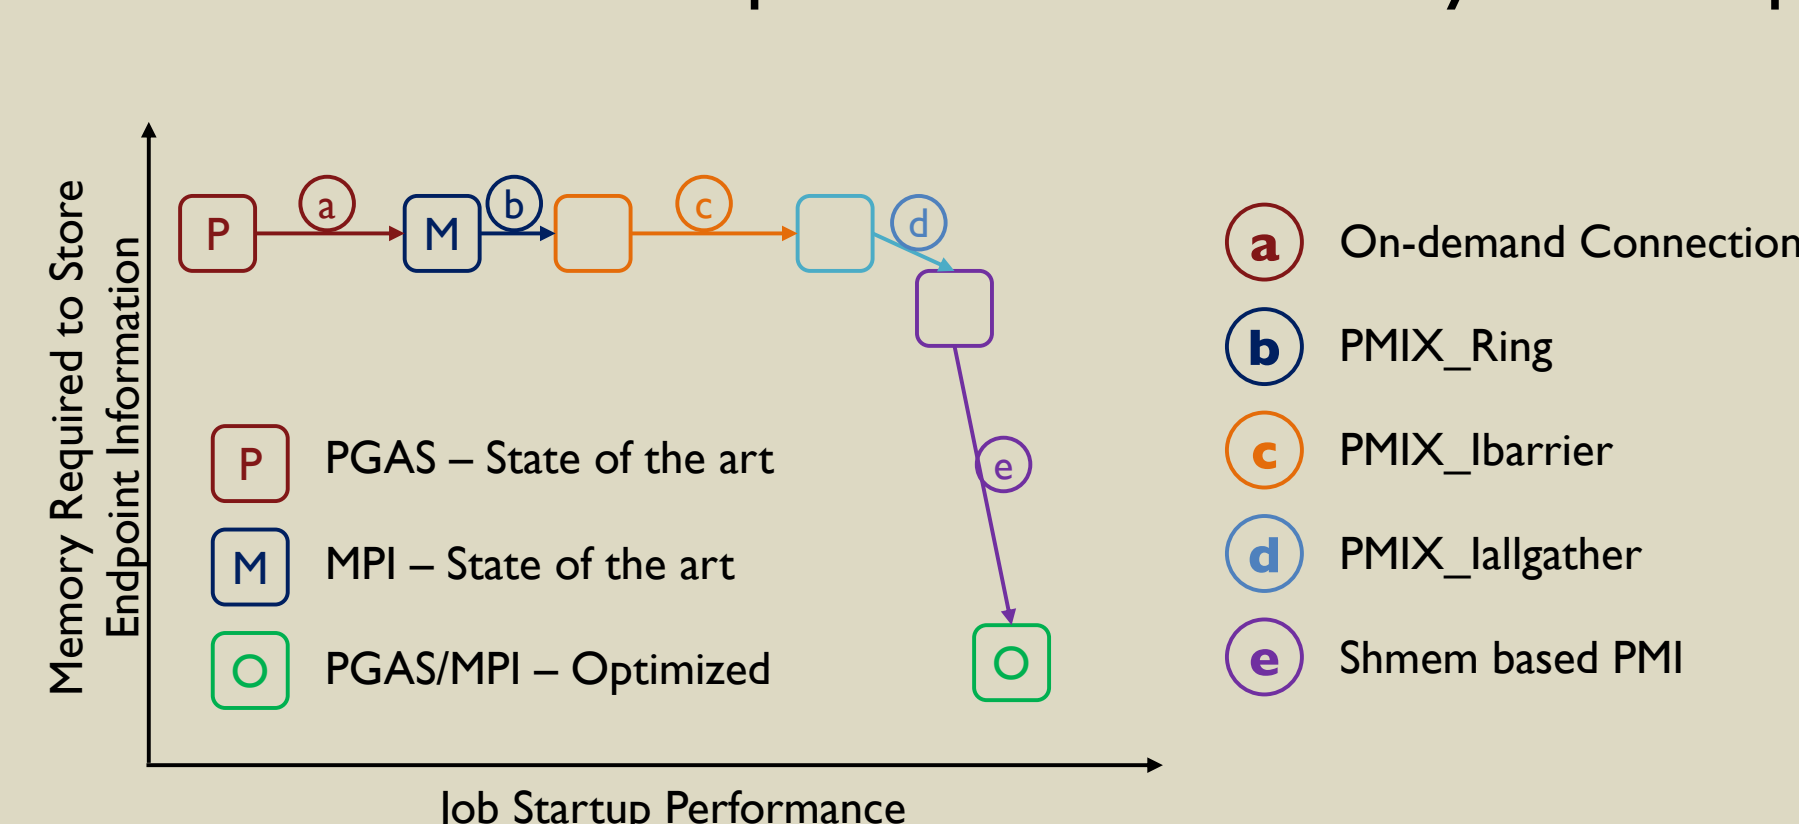 Memory Required to Store
Endpoint Information
P
a
M
b
c
d
e
O
P PGAS – State of the art
M MPI – State of the art
O PGAS/MPI – Optimized
Job Startup Performance
a On-demand Connection
b PMIX_Ring
c PMIX_Ibarrier
d PMIX_Iallgather
e Shmem based PMI